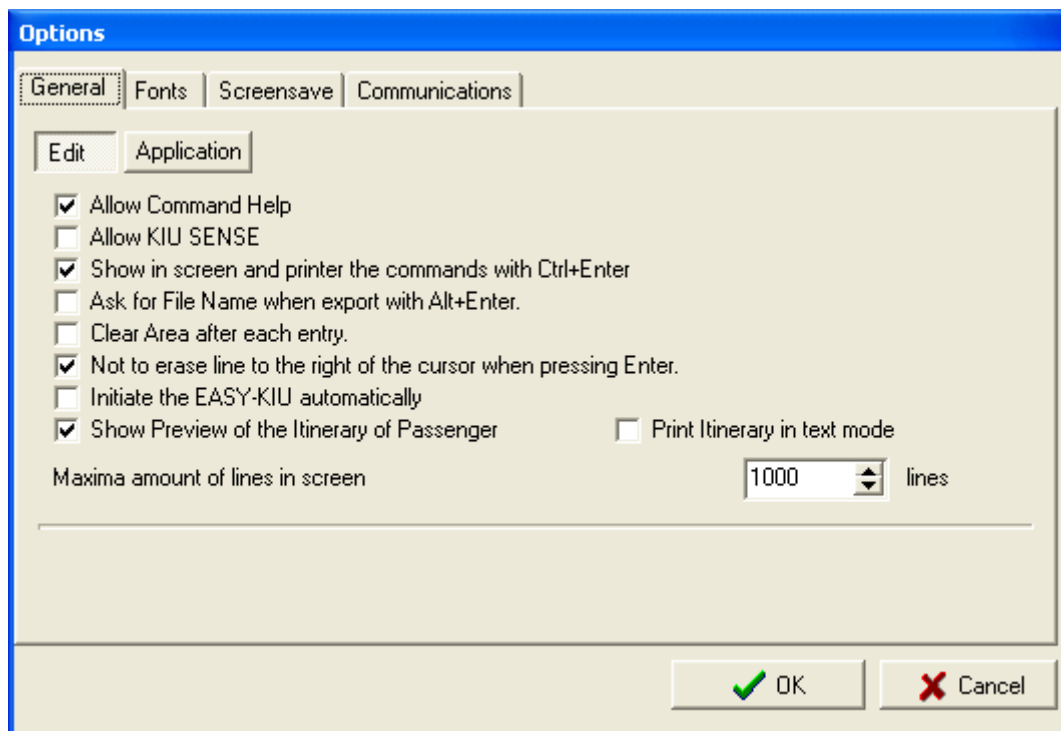 Options
General Fonts Screensave Communications
Edit Application
Allow Command Help
Allow KIU SENSE
Show in screen and printer the commands with Ctrl+Enter
Ask for File Name when export with Alt+Enter.
Clear Area after each entry.
Not to erase line to the right of the cursor when pressing Enter.
Initiate the EASY-KIU automatically
Show Preview of the Itinerary of Passenger Print Itinerary in text mode
Maxima amount of lines in screen 1000 lines
OK Cancel